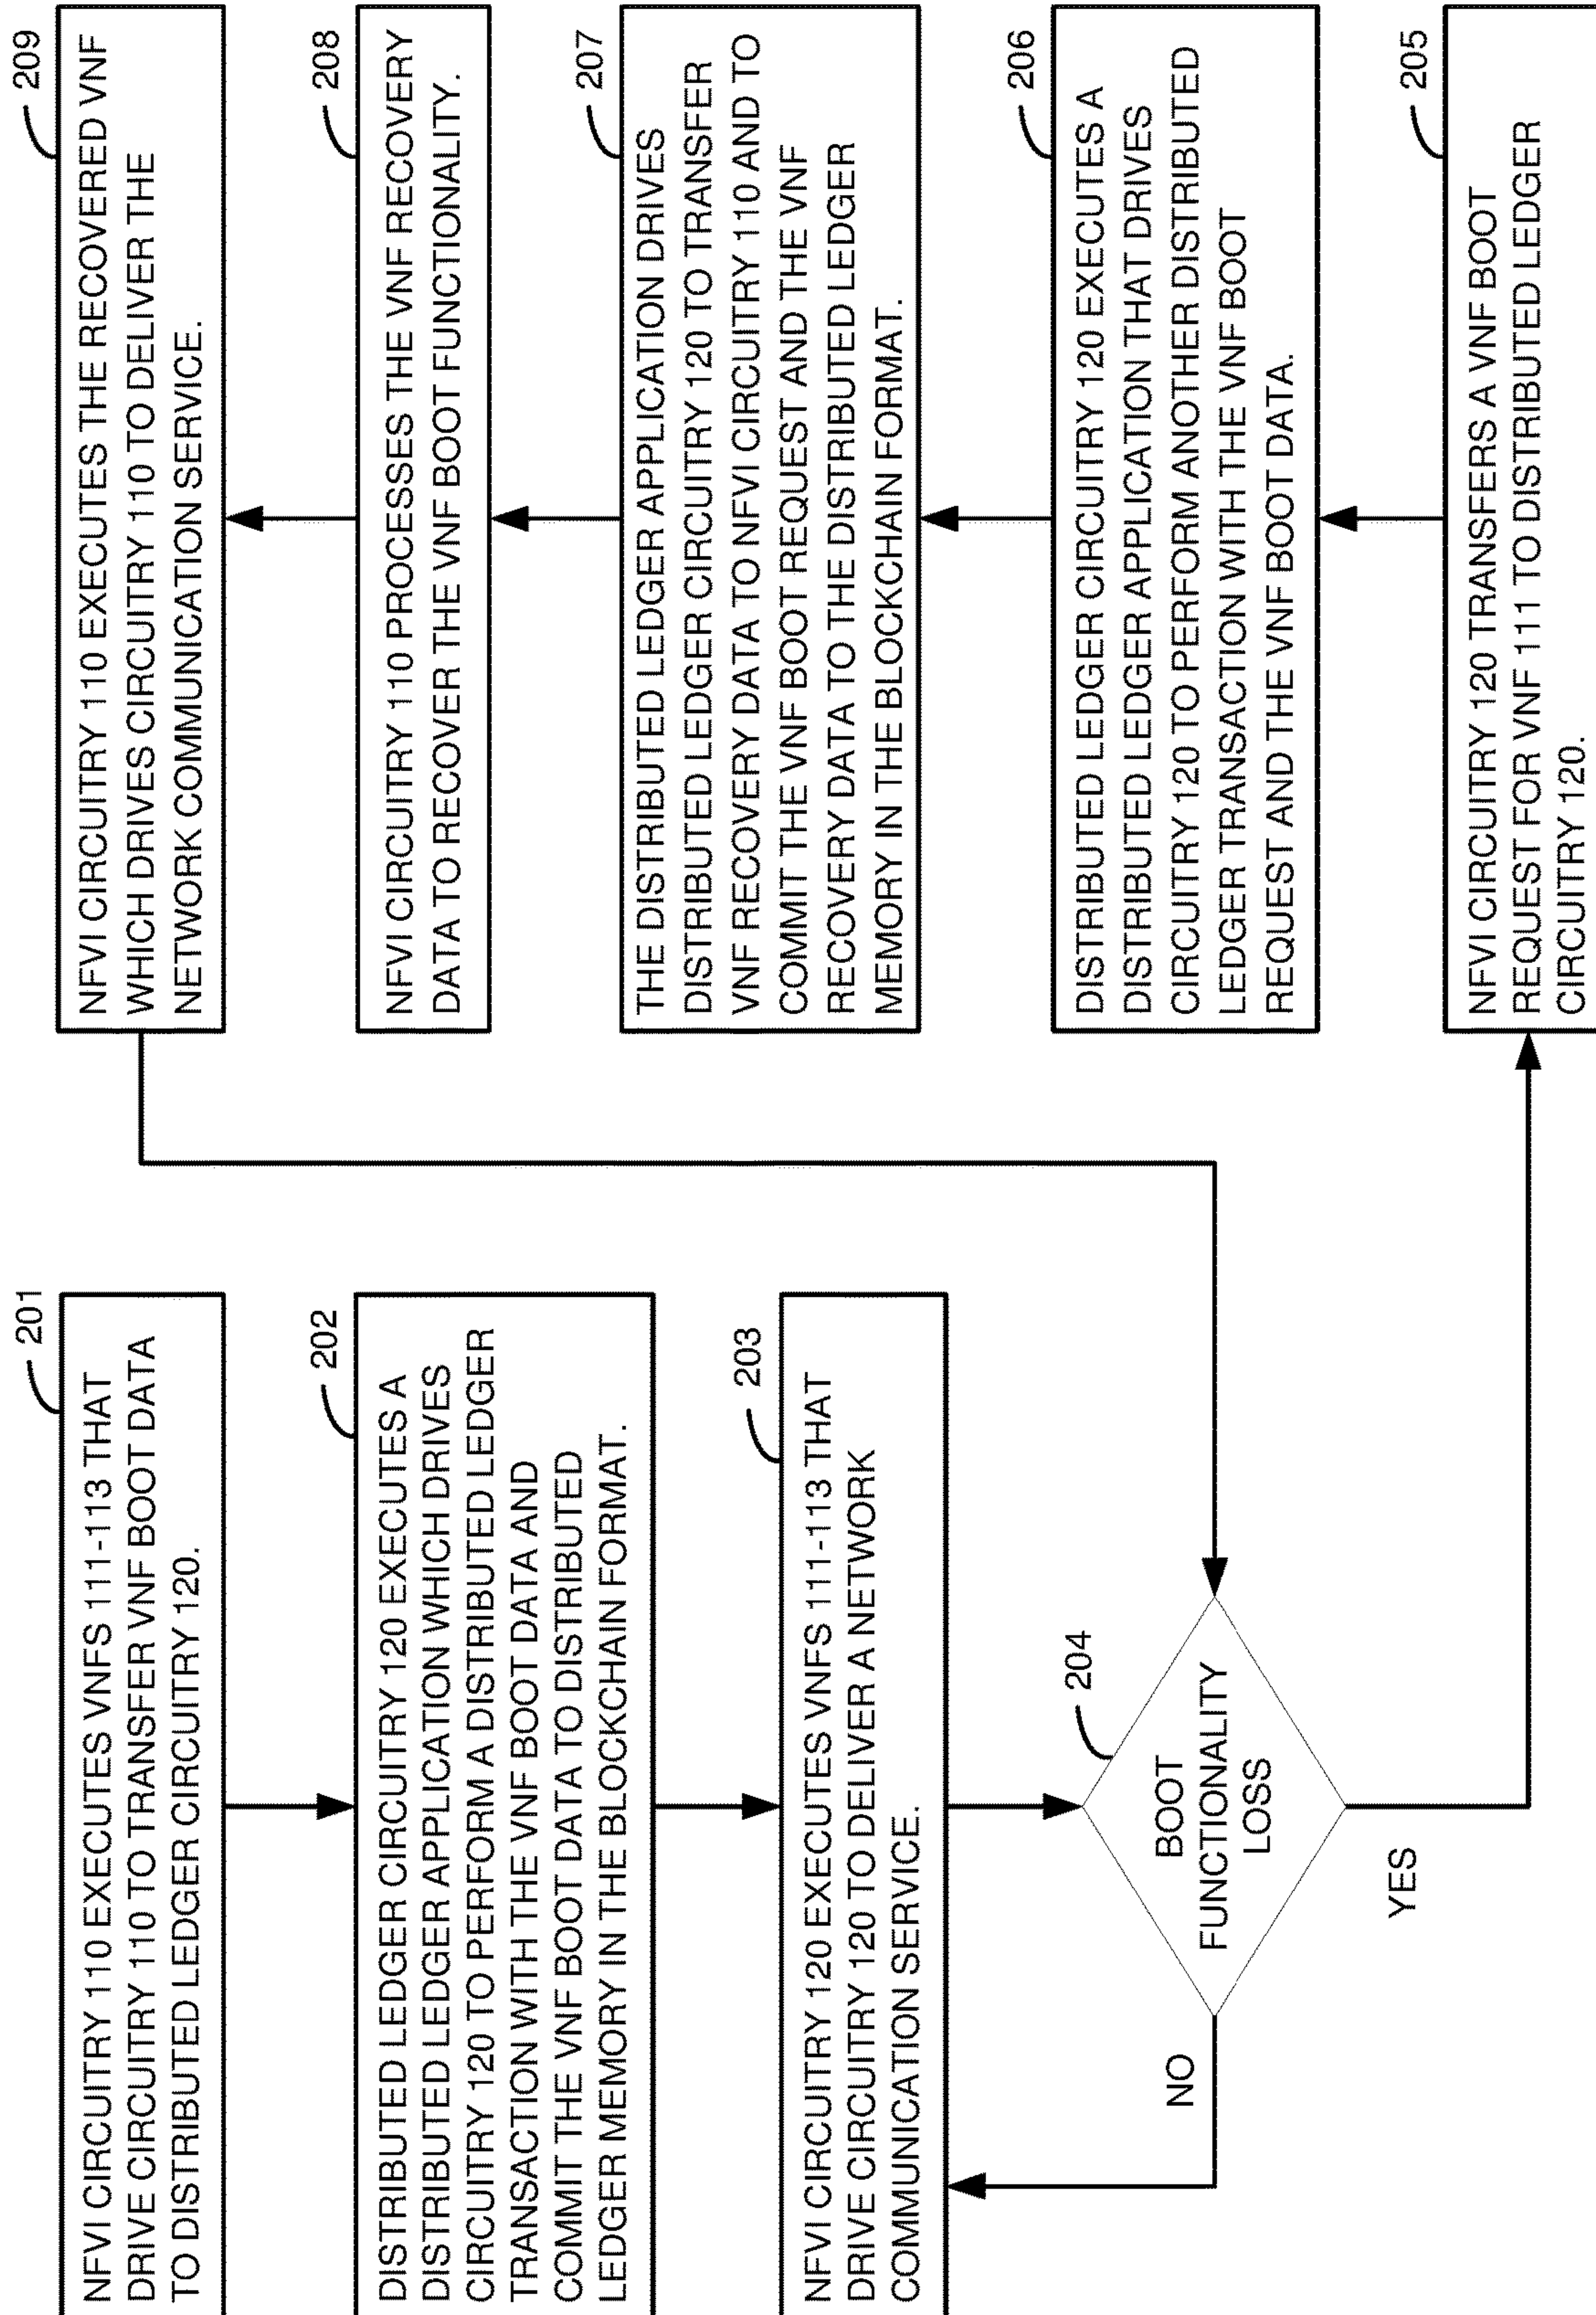 201
NFVI CIRCUITRY 110 EXECUTES VNFS 111-113 THAT
DRIVE CIRCUITRY 110 TO TRANSFER VNF BOOT DATA
TO DISTRIBUTED LEDGER CIRCUITRY 120.
202
DISTRIBUTED LEDGER CIRCUITRY 120 EXECUTES A
DISTRIBUTED LEDGER APPLICATION WHICH DRIVES
CIRCUITRY 120 TO PERFORM A DISTRIBUTED LEDGER
TRANSACTION WITH THE VNF BOOT DATA AND
COMMIT THE VNF BOOT DATA TO DISTRIBUTED
LEDGER MEMORY IN THE BLOCKCHAIN FORMAT.
203
NFVI CIRCUITRY 120 EXECUTES VNFS 111-113 THAT
DRIVE CIRCUITRY 120 TO DELIVER A NETWORK
COMMUNICATION SERVICE.
204
BOOT
FUNCTIONALITY
LOSS
NO
YES
205
NFVI CIRCUITRY 120 TRANSFERS A VNF BOOT
REQUEST FOR VNF 111 TO DISTRIBUTED LEDGER
CIRCUITRY 120.
206
DISTRIBUTED LEDGER CIRCUITRY 120 EXECUTES A
DISTRIBUTED LEDGER APPLICATION THAT DRIVES
CIRCUITRY 120 TO PERFORM ANOTHER DISTRIBUTED
LEDGER TRANSACTION WITH THE VNF BOOT
REQUEST AND THE VNF BOOT DATA.
207
THE DISTRIBUTED LEDGER APPLICATION DRIVES
DISTRIBUTED LEDGER CIRCUITRY 120 TO TRANSFER
VNF RECOVERY DATA TO NFVI CIRCUITRY 110 AND TO
COMMIT THE VNF BOOT REQUEST AND THE VNF
RECOVERY DATA TO THE DISTRIBUTED LEDGER
MEMORY IN THE BLOCKCHAIN FORMAT.
208
NFVI CIRCUITRY 110 PROCESSES THE VNF RECOVERY
DATA TO RECOVER THE VNF BOOT FUNCTIONALITY.
209
NFVI CIRCUITRY 110 EXECUTES THE RECOVERED VNF
WHICH DRIVES CIRCUITRY 110 TO DELIVER THE
NETWORK COMMUNICATION SERVICE.